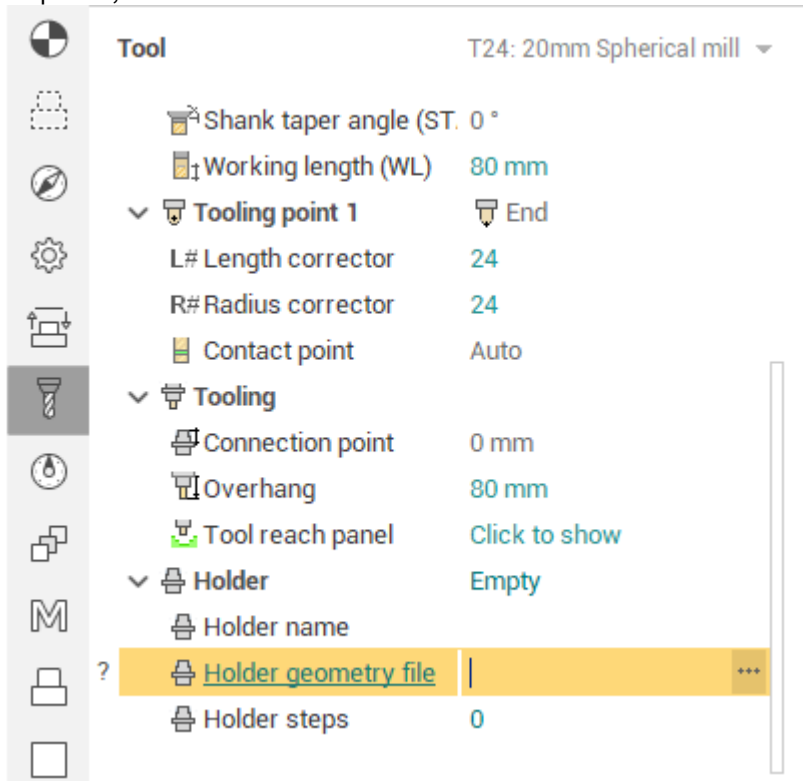 Tool T24: 20mm Spherical mill
Shank taper angle (ST. 0 °
Working length (WL) 80 mm
Tooling point 1 End
L# Length corrector 24
R# Radius corrector 24
Contact point Auto
Tooling
Connection point 0 mm
Overhang 80 mm
Tool reach panel Click to show
Holder Empty
M Holder name
? Holder geometry file ...
Holder steps 0